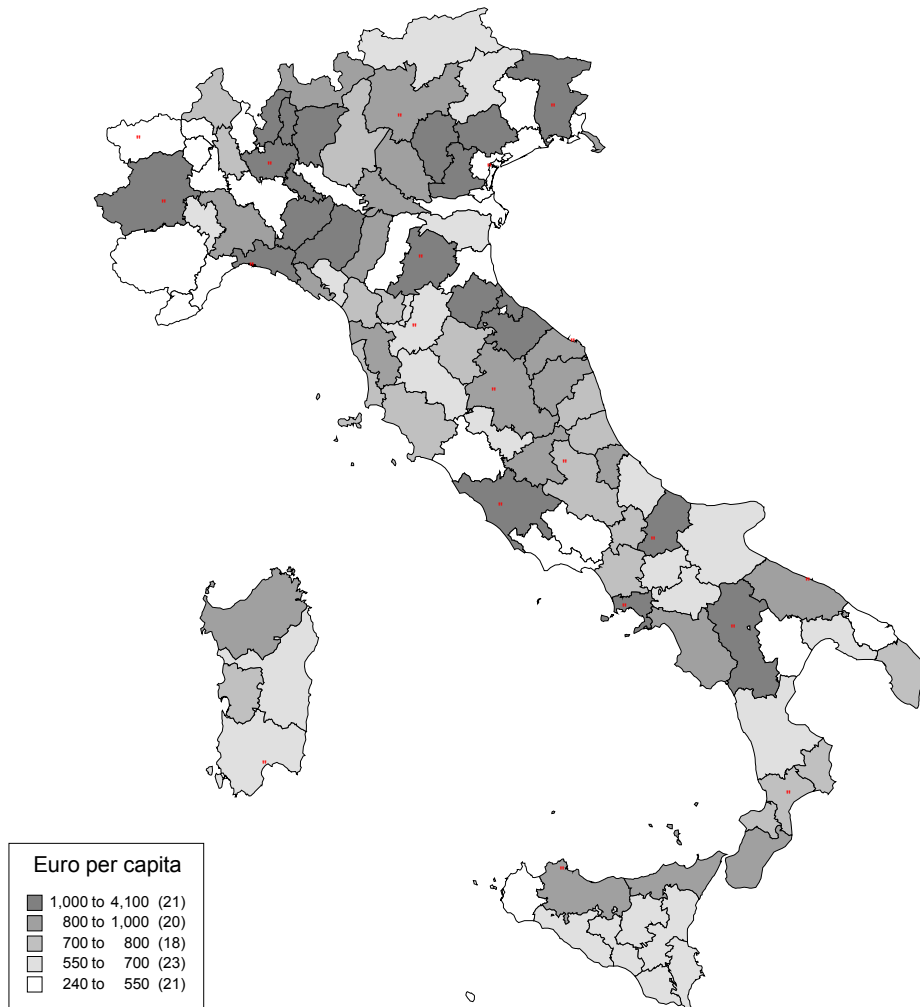 Euro per capita
1,000 to 4,100 (21)
800 to 1,000 (20)
700 to 800 (18)
550 to 700 (23)
240 to 550 (21)